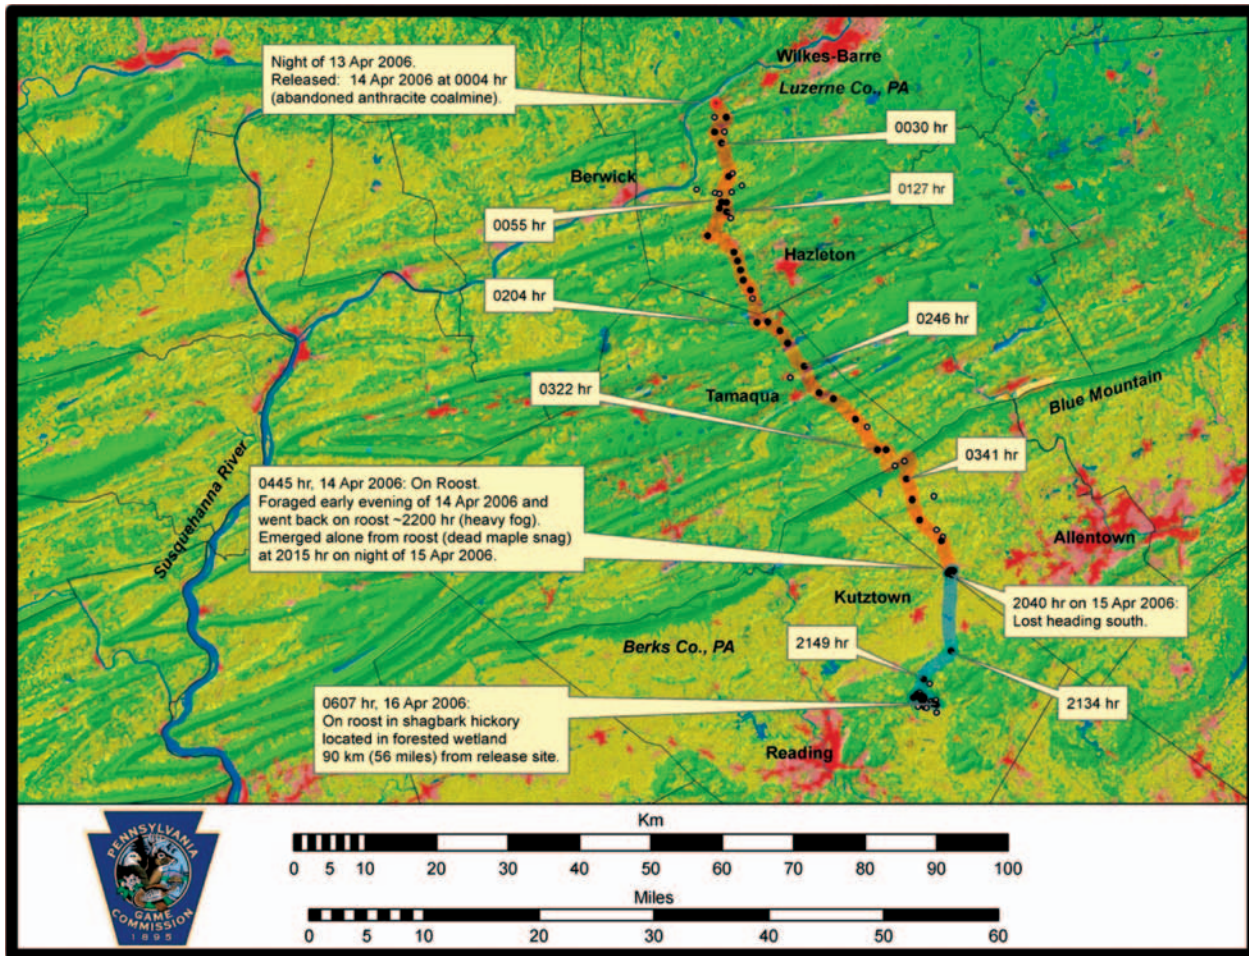 Night of 13 Apr 2006.
Released: 14 Apr 2006 at 0004 hr
(abandoned anthracite coalmine).
Wilkes-Barre
Luzerne Co., PA
0030 hr
Berwick
0127 hr
0055 hr
Hazleton
0204 hr
0246 hr
0322 hr
Tamaqua
Blue Mountain
0341 hr
Susquehanna River
0445 hr, 14 Apr 2006: On Roost.
Foraged early evening of 14 Apr 2006 and
went back on roost ~2200 hr (heavy fog).
Emerged alone from roost (dead maple snag)
at 2015 hr on night of 15 Apr 2006.
Allentown
Kutztown
2040 hr on 15 Apr 2006:
Lost heading south.
Berks Co., PA
2149 hr
0607 hr, 16 Apr 2006:
On roost in shagbark hickory
located in forested wetland
90 km (56 miles) from release site.
2134 hr
Reading
PENNSYLVANIA
GAME
COMMISSION
1895
Km
0 5 10 20 30 40 50 60 70 80 90 100
Miles
0 5 10 20 30 40 50 60